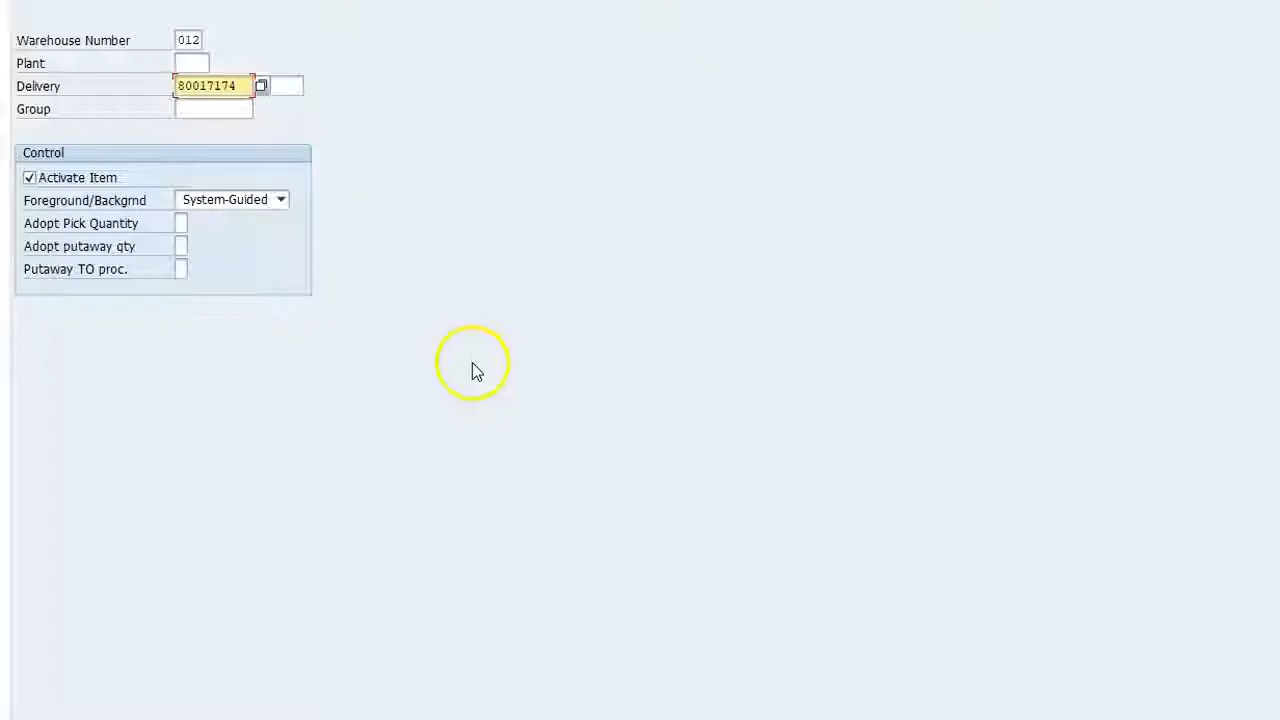 Warehouse Number 012
Plant
Delivery 80017174
Group
Control
Activate Item
Foreground/Backgrnd System-Guided
Adopt Pick Quantity
Adopt putaway qty
Putaway TO proc.